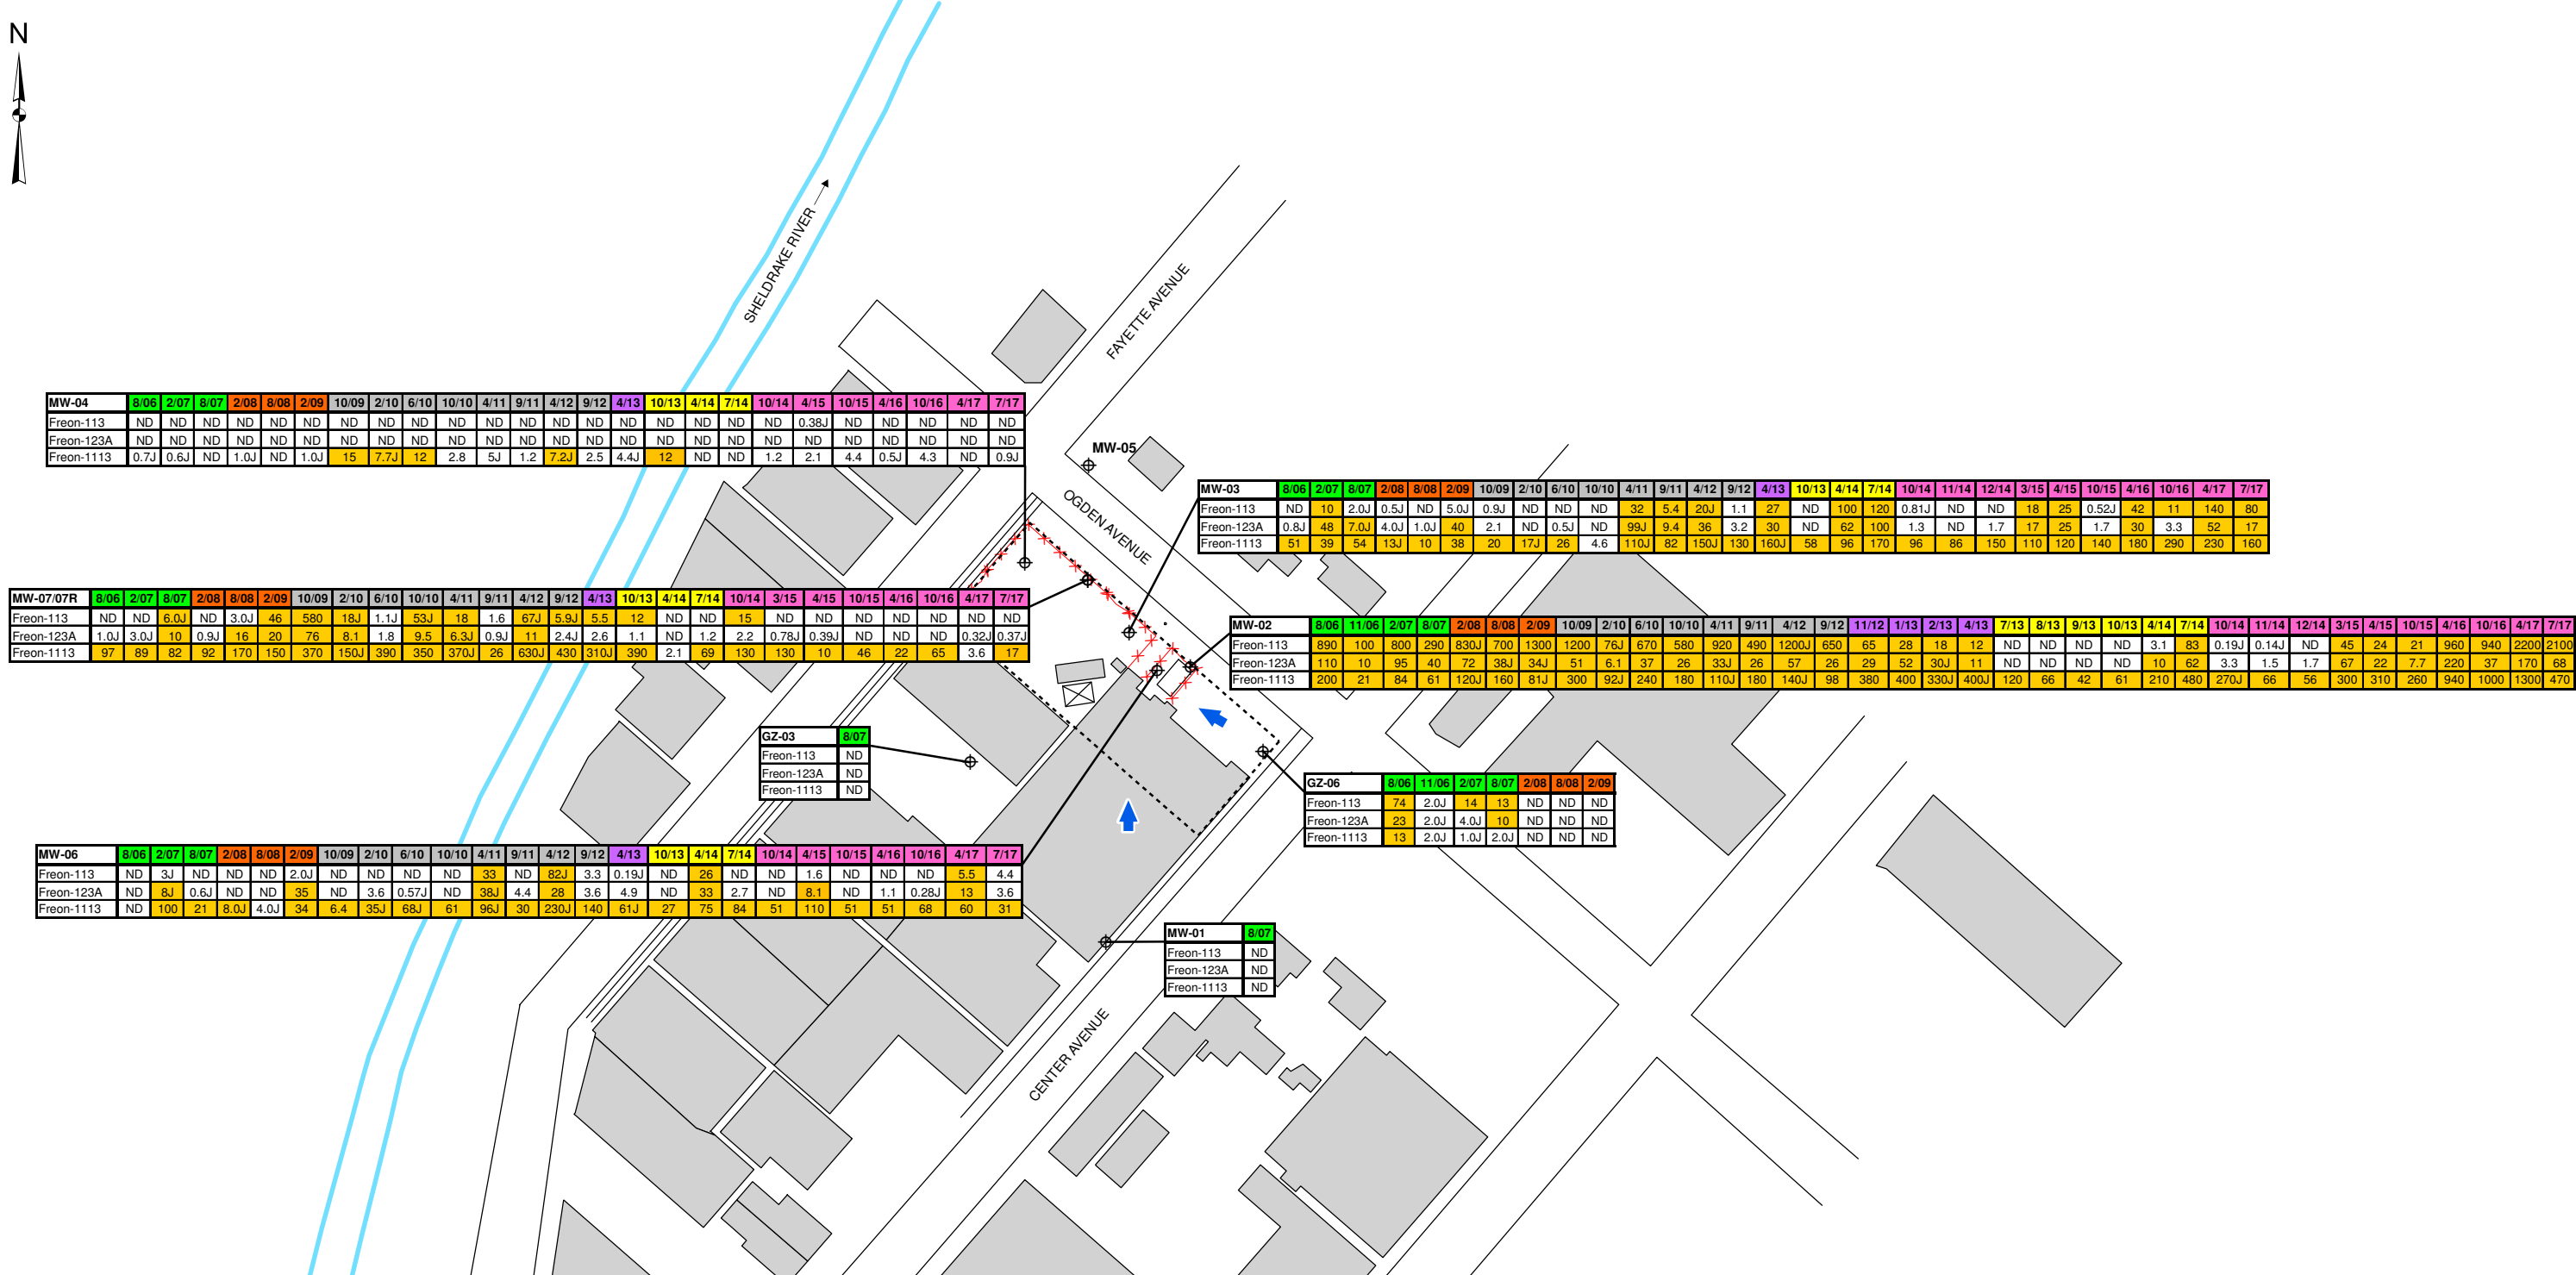 N
SHELDRAKE RIVER
FAYETTE AVENUE
MW-04 8/06 2/07 8/07 2/08 8/08 2/09 10/09 2/10 6/10 10/10 4/11 9/11 4/12 9/12 4/13 10/13 4/14 7/14 10/14 4/15 10/15 4/16 10/16 4/17 7/17
Freon-113 ND ND ND ND ND ND ND ND ND ND ND ND ND ND ND ND ND ND ND 0.38J ND ND ND ND ND
Freon-123A ND ND ND ND ND ND ND ND ND ND ND ND ND ND ND ND ND ND ND ND ND ND ND ND ND
Freon-1113 0.7J 0.6J ND 1.0J ND 1.0J 15 7.7J 12 2.8 5J 1.2 7.2J 2.5 4.4J 12 ND ND 1.2 2.1 4.4 0.5J 4.3 ND 0.9J
MW-05
OGDEN AVENUE
MW-03 8/06 2/07 8/07 2/08 8/08 2/09 10/09 2/10 6/10 10/10 4/11 9/11 4/12 9/12 4/13 10/13 4/14 7/14 10/14 11/14 12/14 3/15 4/15 10/15 4/16 10/16 4/17 7/17
Freon-113 ND 10 2.0J 0.5J ND 5.0J 0.9J ND ND ND 32 5.4 20J 1.1 27 ND 100 120 0.81J ND ND 18 25 0.52J 42 11 140 80
Freon-123A 0.8J 48 7.0J 4.0J 1.0J 40 2.1 ND 0.5J ND 99J 9.4 36 3.2 30 ND 62 100 1.3 ND 1.7 17 25 1.7 30 3.3 52 17
Freon-1113 51 39 54 13J 10 38 20 17J 26 4.6 110J 82 150J 130 160J 58 96 170 96 86 150 110 120 140 180 290 230 160
MW-07/07R 8/06 2/07 8/07 2/08 8/08 2/09 10/09 2/10 6/10 10/10 4/11 9/11 4/12 9/12 4/13 10/13 4/14 7/14 10/14 3/15 4/15 10/15 4/16 10/16 4/17 7/17
Freon-113 ND ND 6.0J ND 3.0J 46 580 18J 1.1J 53J 18 1.6 67J 5.9J 5.5 12 ND ND 15 ND ND ND ND ND ND ND
Freon-123A 1.0J 3.0J 10 0.9J 16 20 76 8.1 1.8 9.5 6.3J 0.9J 11 2.4J 2.6 1.1 ND 1.2 2.2 0.78J 0.39J ND ND ND 0.32J 0.37J
Freon-1113 97 89 82 92 170 150 370 150J 390 350 370J 26 630J 430 310J 390 2.1 69 130 130 10 46 22 65 3.6 17
MW-02 8/06 11/06 2/07 8/07 2/08 8/08 2/09 10/09 2/10 6/10 10/10 4/11 9/11 4/12 9/12 11/12 1/13 2/13 4/13 7/13 8/13 9/13 10/13 4/14 7/14 10/14 11/14 12/14 3/15 4/15 10/15 4/16 10/16 4/17 7/17
Freon-113 890 100 800 290 830J 700 1300 1200 76J 670 580 920 490 1200J 650 65 28 18 12 ND ND ND ND 3.1 83 0.19J 0.14J ND 45 24 21 960 940 2200 2100
Freon-123A 110 10 95 40 72 38J 34J 51 6.1 37 26 33J 26 57 26 29 52 30J 11 ND ND ND ND 10 62 3.3 1.5 1.7 67 22 7.7 220 37 170 68
Freon-1113 200 21 84 61 120J 160 81J 300 92J 240 180 110J 180 140J 98 380 400 330J 400J 120 66 42 61 210 480 270J 66 56 300 310 260 940 1000 1300 470
GZ-03 8/07
Freon-113 ND
Freon-123A ND
Freon-1113 ND
GZ-06 8/06 11/06 2/07 8/07 2/08 8/08 2/09
Freon-113 74 2.0J 14 13 ND ND ND
Freon-123A 23 2.0J 4.0J 10 ND ND ND
Freon-1113 13 2.0J 1.0J 2.0J ND ND ND
MW-06 8/06 2/07 8/07 2/08 8/08 2/09 10/09 2/10 6/10 10/10 4/11 9/11 4/12 9/12 4/13 10/13 4/14 7/14 10/14 4/15 10/15 4/16 10/16 4/17 7/17
Freon-113 ND 3J ND ND ND 2.0J ND ND ND ND 33 ND 82J 3.3 0.19J ND 26 ND ND 1.6 ND ND ND 5.5 4.4
Freon-123A ND 8J 0.6J ND ND 35 ND 3.6 0.57J ND 38J 4.4 28 3.6 4.9 ND 33 2.7 ND 8.1 ND 1.1 0.28J 13 3.6
Freon-1113 ND 100 21 8.0J 4.0J 34 6.4 35J 68J 61 96J 30 230J 140 61J 27 75 84 51 110 51 51 68 60 31
MW-01 8/07
Freon-113 ND
Freon-123A ND
Freon-1113 ND
CENTER AVENUE